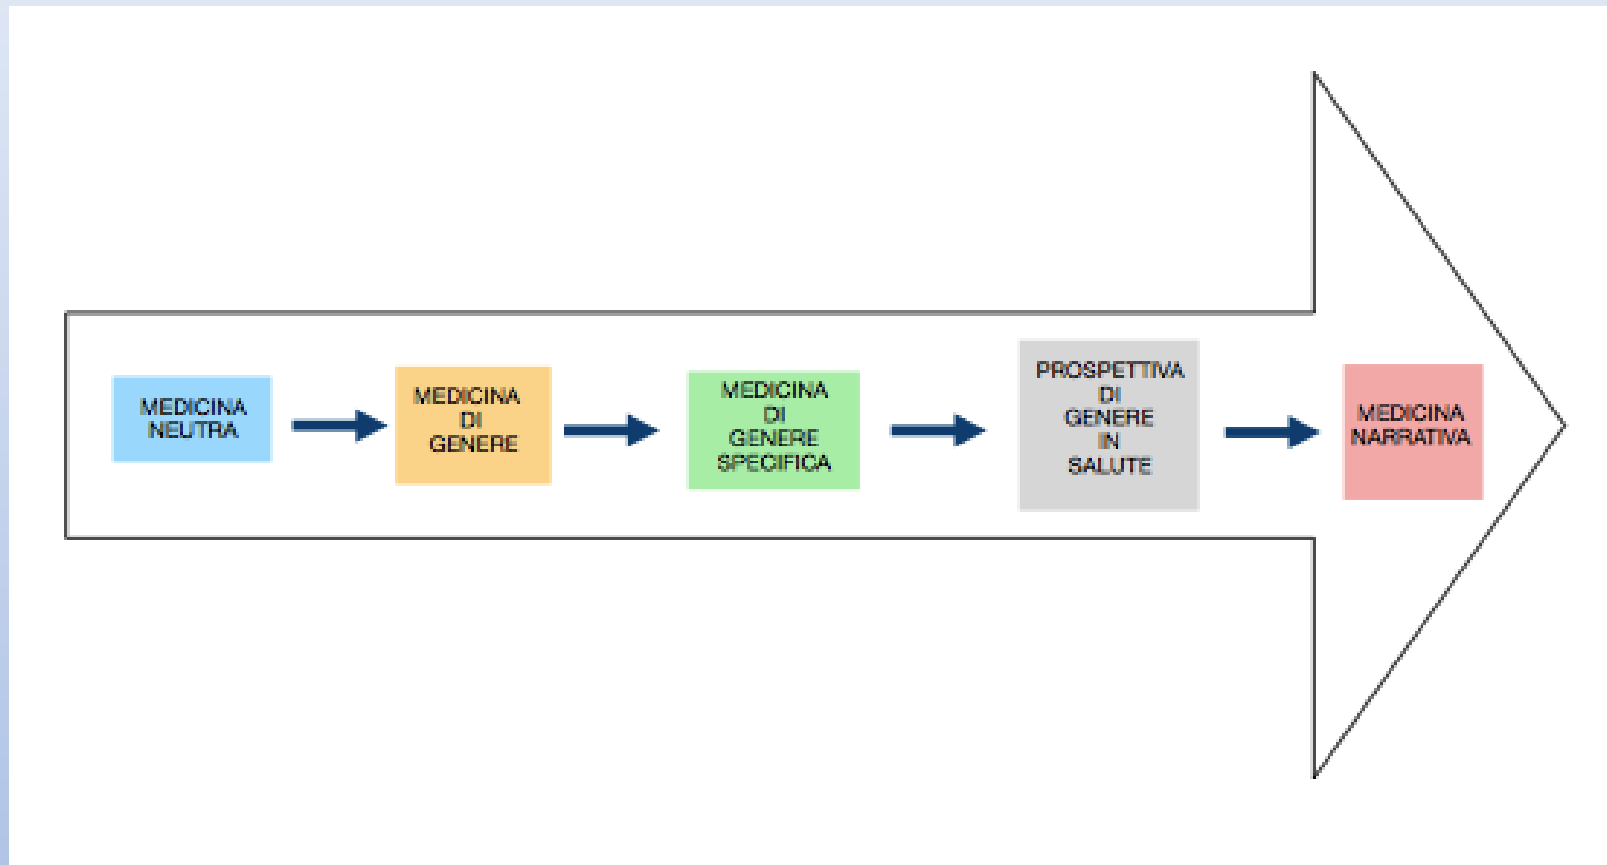 MEDICINA
NEUTRA
MEDICINA
DI
GENERE
MEDICINA
DI
GENERE
SPECIFICA
PROSPETTIVA
DI
GENERE
IN
SALUTE
MEDICINA
NARRATIVA